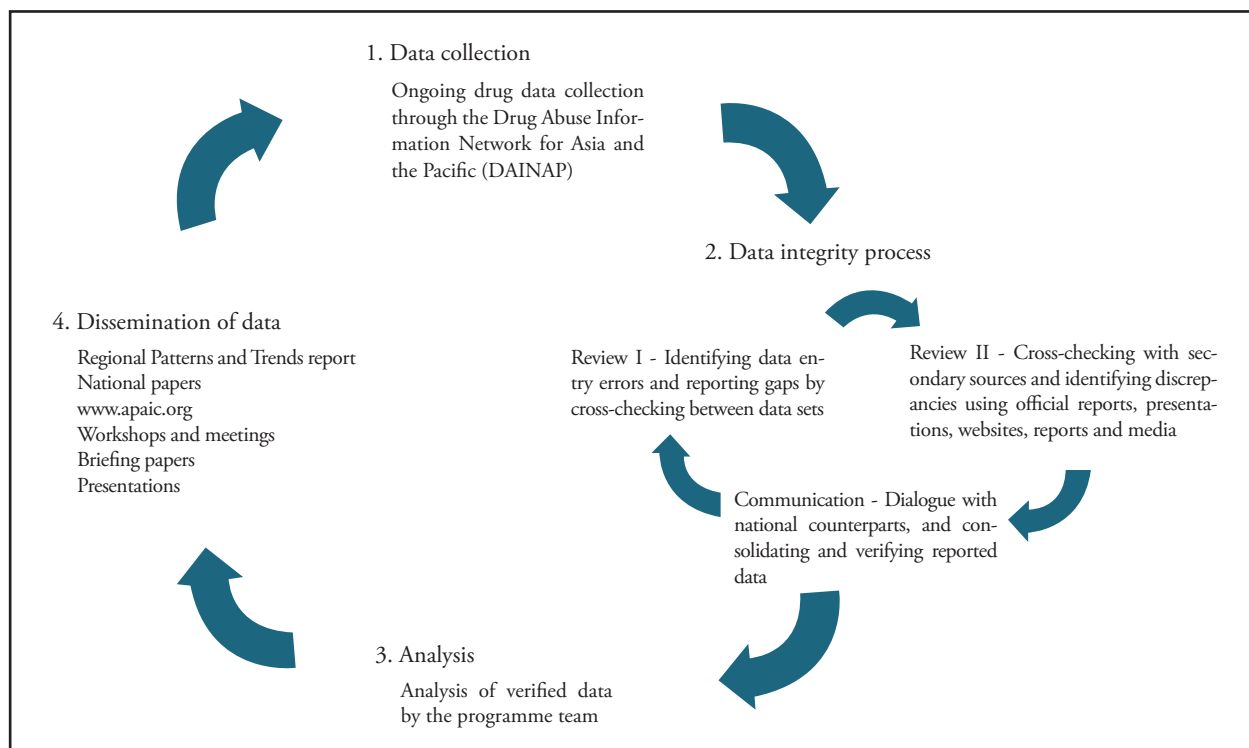 1. Data collection
Ongoing drug data collection
through the Drug Abuse Infor-
mation Network for Asia and
the Pacific (DAINAP)
2. Data integrity process
Review I - Identifying data en-
try errors and reporting gaps by
cross-checking between data sets
Review II - Cross-checking with sec-
ondary sources and identifying discrep-
ancies using official reports, presenta-
tions, websites, reports and media
Communication - Dialogue with
national counterparts, and con-
solidating and verifying reported
data
3. Analysis
Analysis of verified data
by the programme team
4. Dissemination of data
Regional Patterns and Trends report
National papers
www.apaic.org
Workshops and meetings
Briefing papers
Presentations